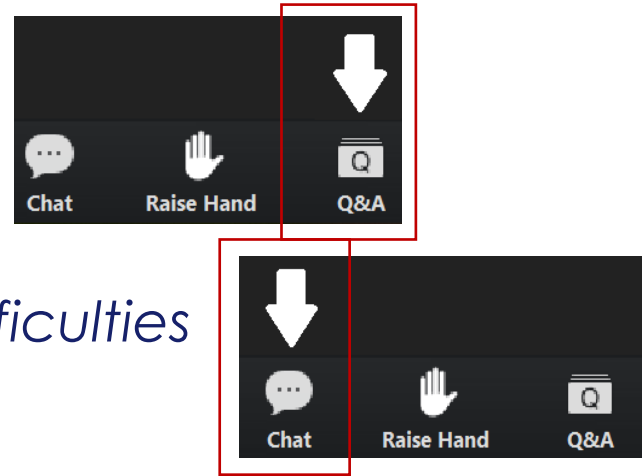 Q
Chat Raise Hand Q&A
ficulties
Q
Chat Raise Hand Q&A